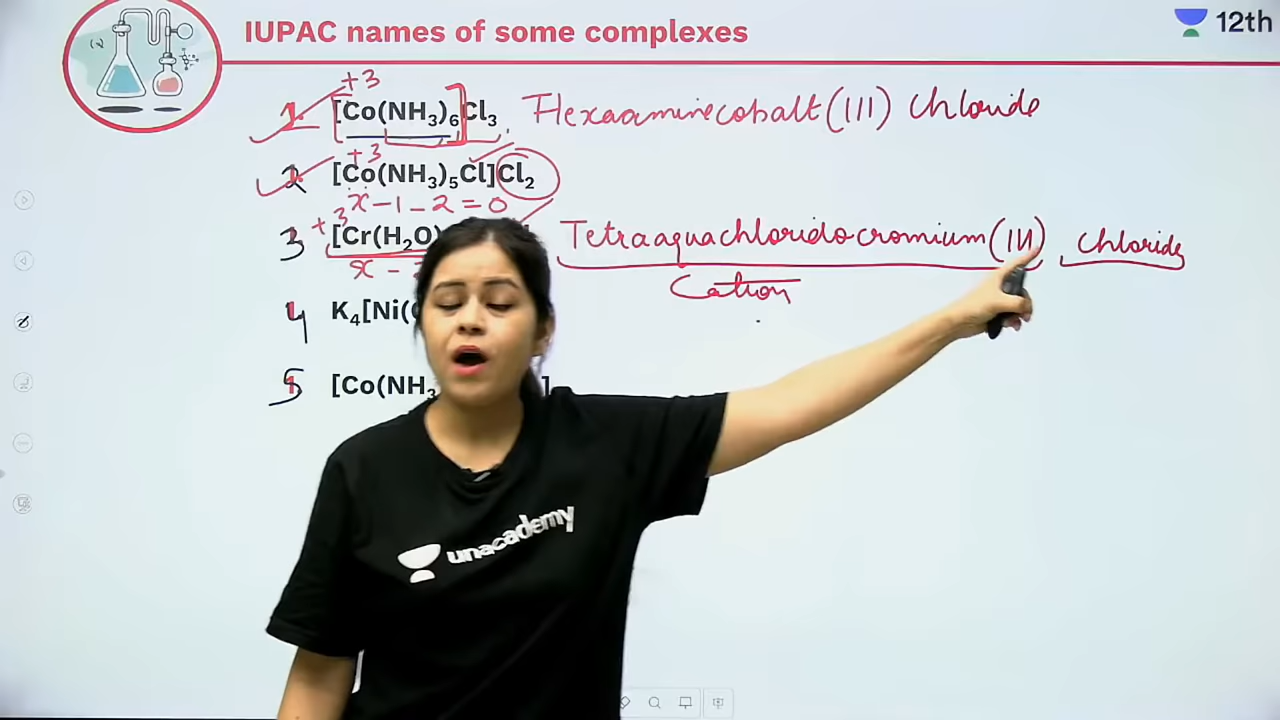 IUPAC names of some complexes
12th
+3
1 [Co(NH₃)₆]Cl₃ Hexaaminecobalt(III) Chloride
+3
2 [Co(NH₃)₅Cl]Cl₂
x - 1 - 2 = 0
+3
3 [Cr(H₂O) Tetraaquachloridocromium(III) chloride
x -
Cation
4 K₄[Ni(
5 [Co(NH₃ ]
unacademy